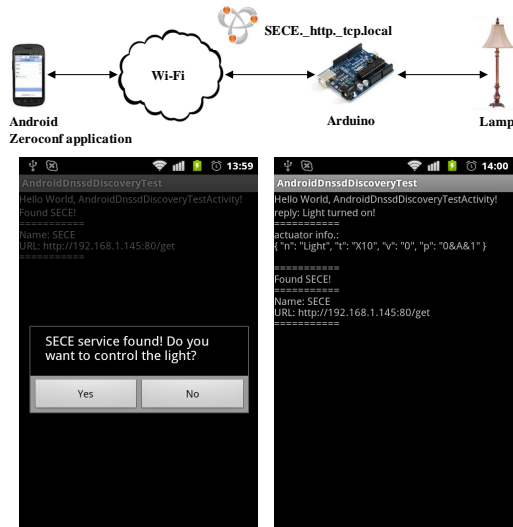 SECE._http._tcp.local
Wi-Fi
Android
Zeroconf application
Arduino
Lamp
13:59
AndroidDnssdDiscoveryTest
Hello World, AndroidDnssdDiscoveryTestActivity!
Found SECE!
===========
Name: SECE
URL: http://192.168.1.145:80/get
===========
SECE service found! Do you
want to control the light?
Yes
No
14:00
AndroidDnssdDiscoveryTest
Hello World, AndroidDnssdDiscoveryTestActivity!
reply: Light turned on!
===========
actuator info.:
{ "n": "Light", "t": "X10", "v": "0", "p": "0&A&1" }
===========
Found SECE!
===========
Name: SECE
URL: http://192.168.1.145:80/get
===========